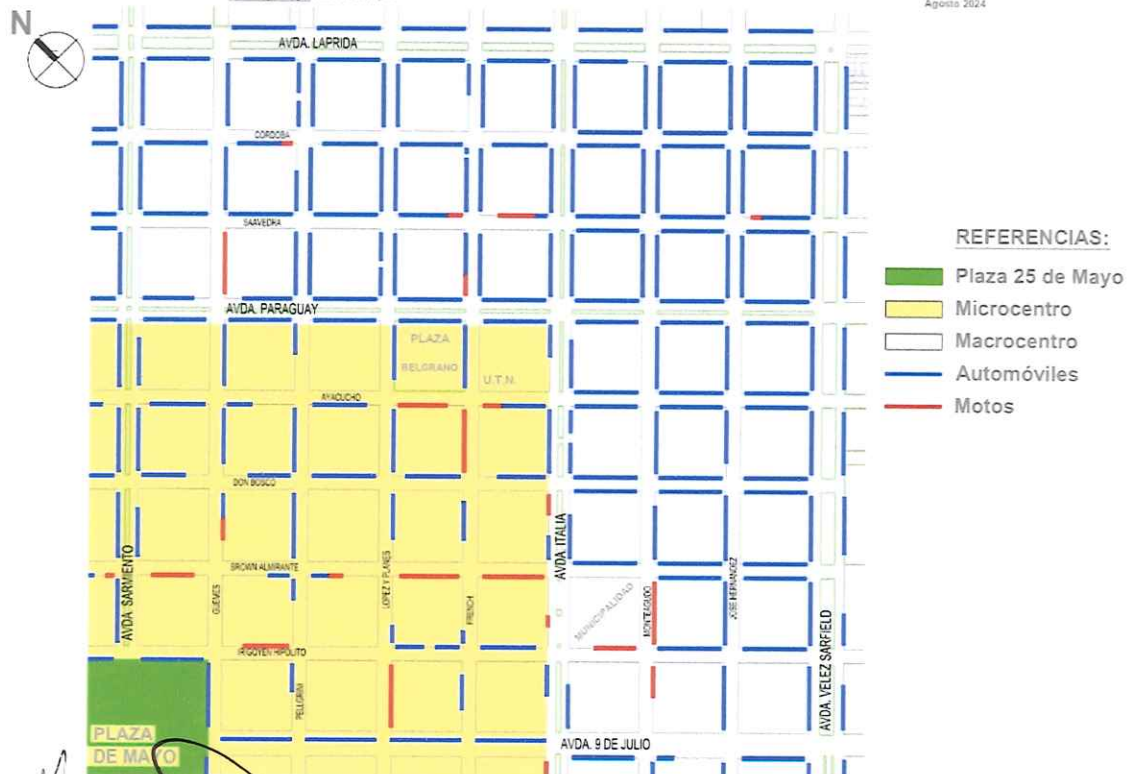 Agosto 2024
N
AVDA. LAPRIDA
CORDOBA
SAAVEDRA
AVDA. PARAGUAY
PLAZA
BELGRANO
U.T.N.
AYACUCHO
DON BOSCO
AVDA. SARMIENTO
GUEMES
BROWN ALMIRANTE
LOPEZ Y PLANES
FRENCH
AVDA. ITALIA
MUNICIPALIDAD
MONTEAGUDO
JOSE HERNANDEZ
AVDA. VELEZ SARFIELD
IRIGOYEN HIPOLITO
PELLEGRINI
PLAZA
DE MAYO
AVDA. 9 DE JULIO
REFERENCIAS:
Plaza 25 de Mayo
Microcentro
Macrocentro
Automóviles
Motos